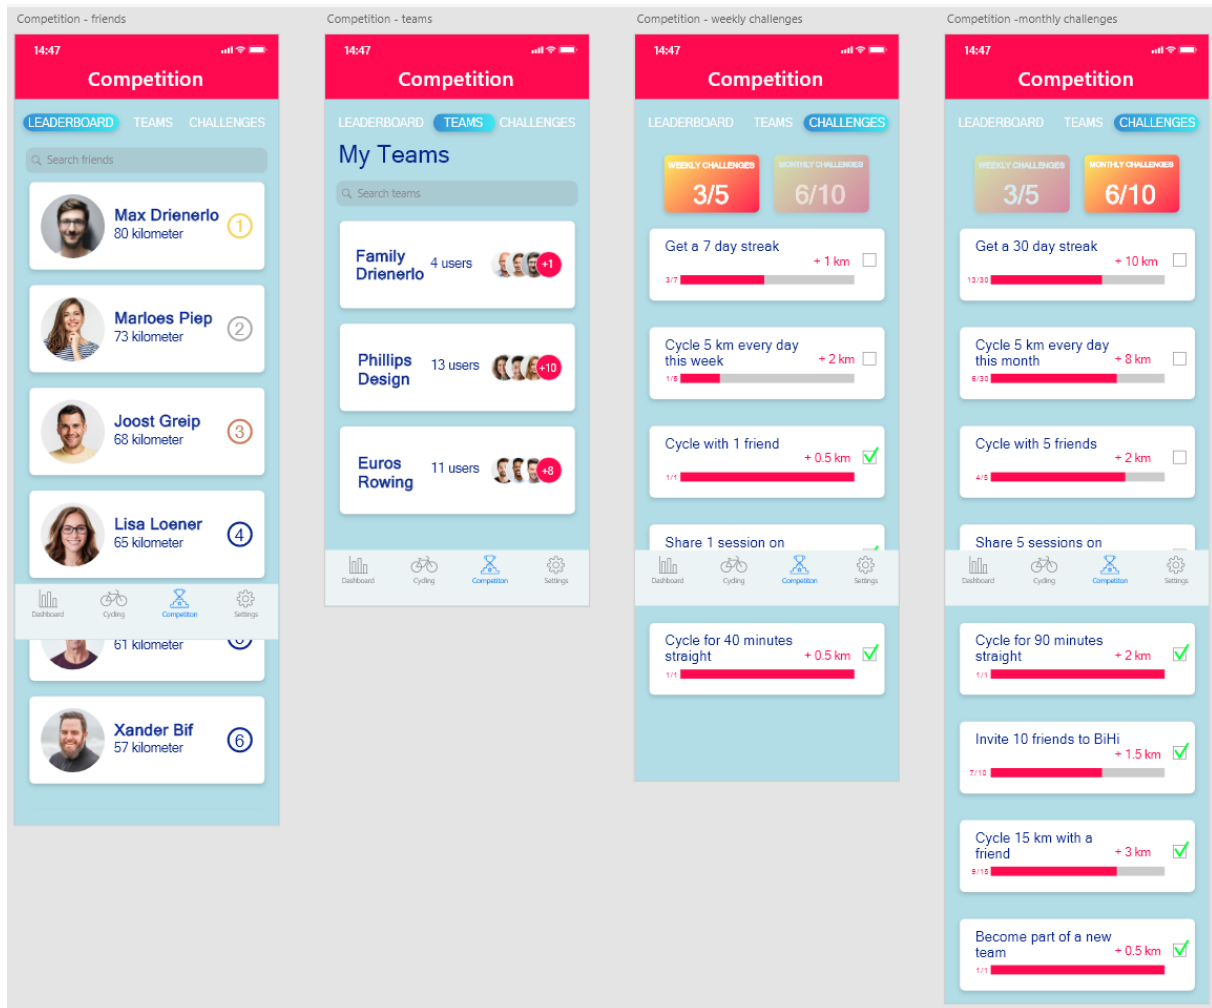 Competition - friends
14:47
Competition
LEADERBOARD TEAMS CHALLENGES
Search friends
Max Drienerlo
80 kilometer
1
Marloes Piep
73 kilometer
2
Joost Greip
68 kilometer
3
Lisa Loener
65 kilometer
4
Dashboard Cycling Competiton Settings
61 kilometer
Xander Bif
57 kilometer
6
Competition - teams
14:47
Competition
LEADERBOARD TEAMS CHALLENGES
My Teams
Search teams
Family
Drienerlo
4 users
+1
Phillips
Design
13 users
+10
Euros
Rowing
11 users
+8
Dashboard Cycling Competiton Settings
Competition - weekly challenges
14:47
Competition
LEADERBOARD TEAMS CHALLENGES
WEEKLY CHALLENGES
3/5
MONTHLY CHALLENGES
6/10
Get a 7 day streak
+ 1 km
3/7
Cycle 5 km every day
this week
+ 2 km
1/5
Cycle with 1 friend
+ 0.5 km
1/1
Share 1 session on
Dashboard Cycling Competiton Settings
Cycle for 40 minutes
straight
+ 0.5 km
1/1
Competition -monthly challenges
14:47
Competition
LEADERBOARD TEAMS CHALLENGES
WEEKLY CHALLENGES
3/5
MONTHLY CHALLENGES
6/10
Get a 30 day streak
+ 10 km
13/30
Cycle 5 km every day
this month
+ 8 km
6/30
Cycle with 5 friends
+ 2 km
4/5
Share 5 sessions on
Dashboard Cycling Competiton Settings
Cycle for 90 minutes
straight
+ 2 km
1/1
Invite 10 friends to BiHi
+ 1.5 km
7/10
Cycle 15 km with a
friend
+ 3 km
9/15
Become part of a new
team
+ 0.5 km
1/1